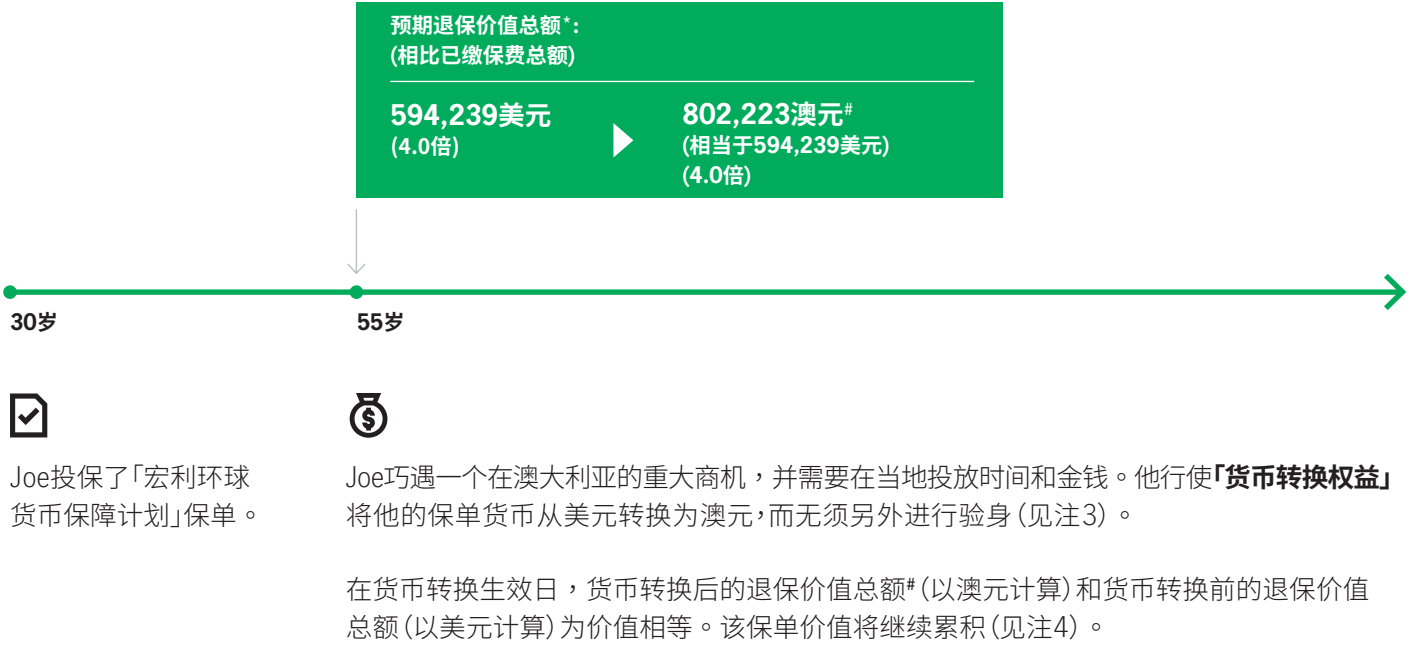 预期退保价值总额*:
(相比已缴保费总额)
594,239美元
(4.0倍)
802,223澳元#
(相当于594,239美元)
(4.0倍)
30岁
55岁
Joe投保了「宏利环球
货币保障计划」保单。
Joe巧遇一个在澳大利亚的重大商机，并需要在当地投放时间和金钱。他行使「货币转换权益」
将他的保单货币从美元转换为澳元，而无须另外进行验身(见注3)。
在货币转换生效日，货币转换后的退保价值总额#(以澳元计算)和货币转换前的退保价值
总额(以美元计算)为价值相等。该保单价值将继续累积(见注4)。